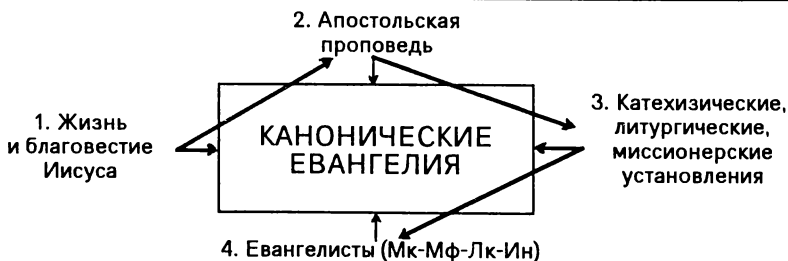 2. Апостольская
проповедь
1. Жизнь
и благовестие
Иисуса
КАНОНИЧЕСКИЕ
ЕВАНГЕЛИЯ
3. Катехизические,
литургические,
миссионерские
установления
4. Евангелисты (Мк-Мф-Лк-Ин)